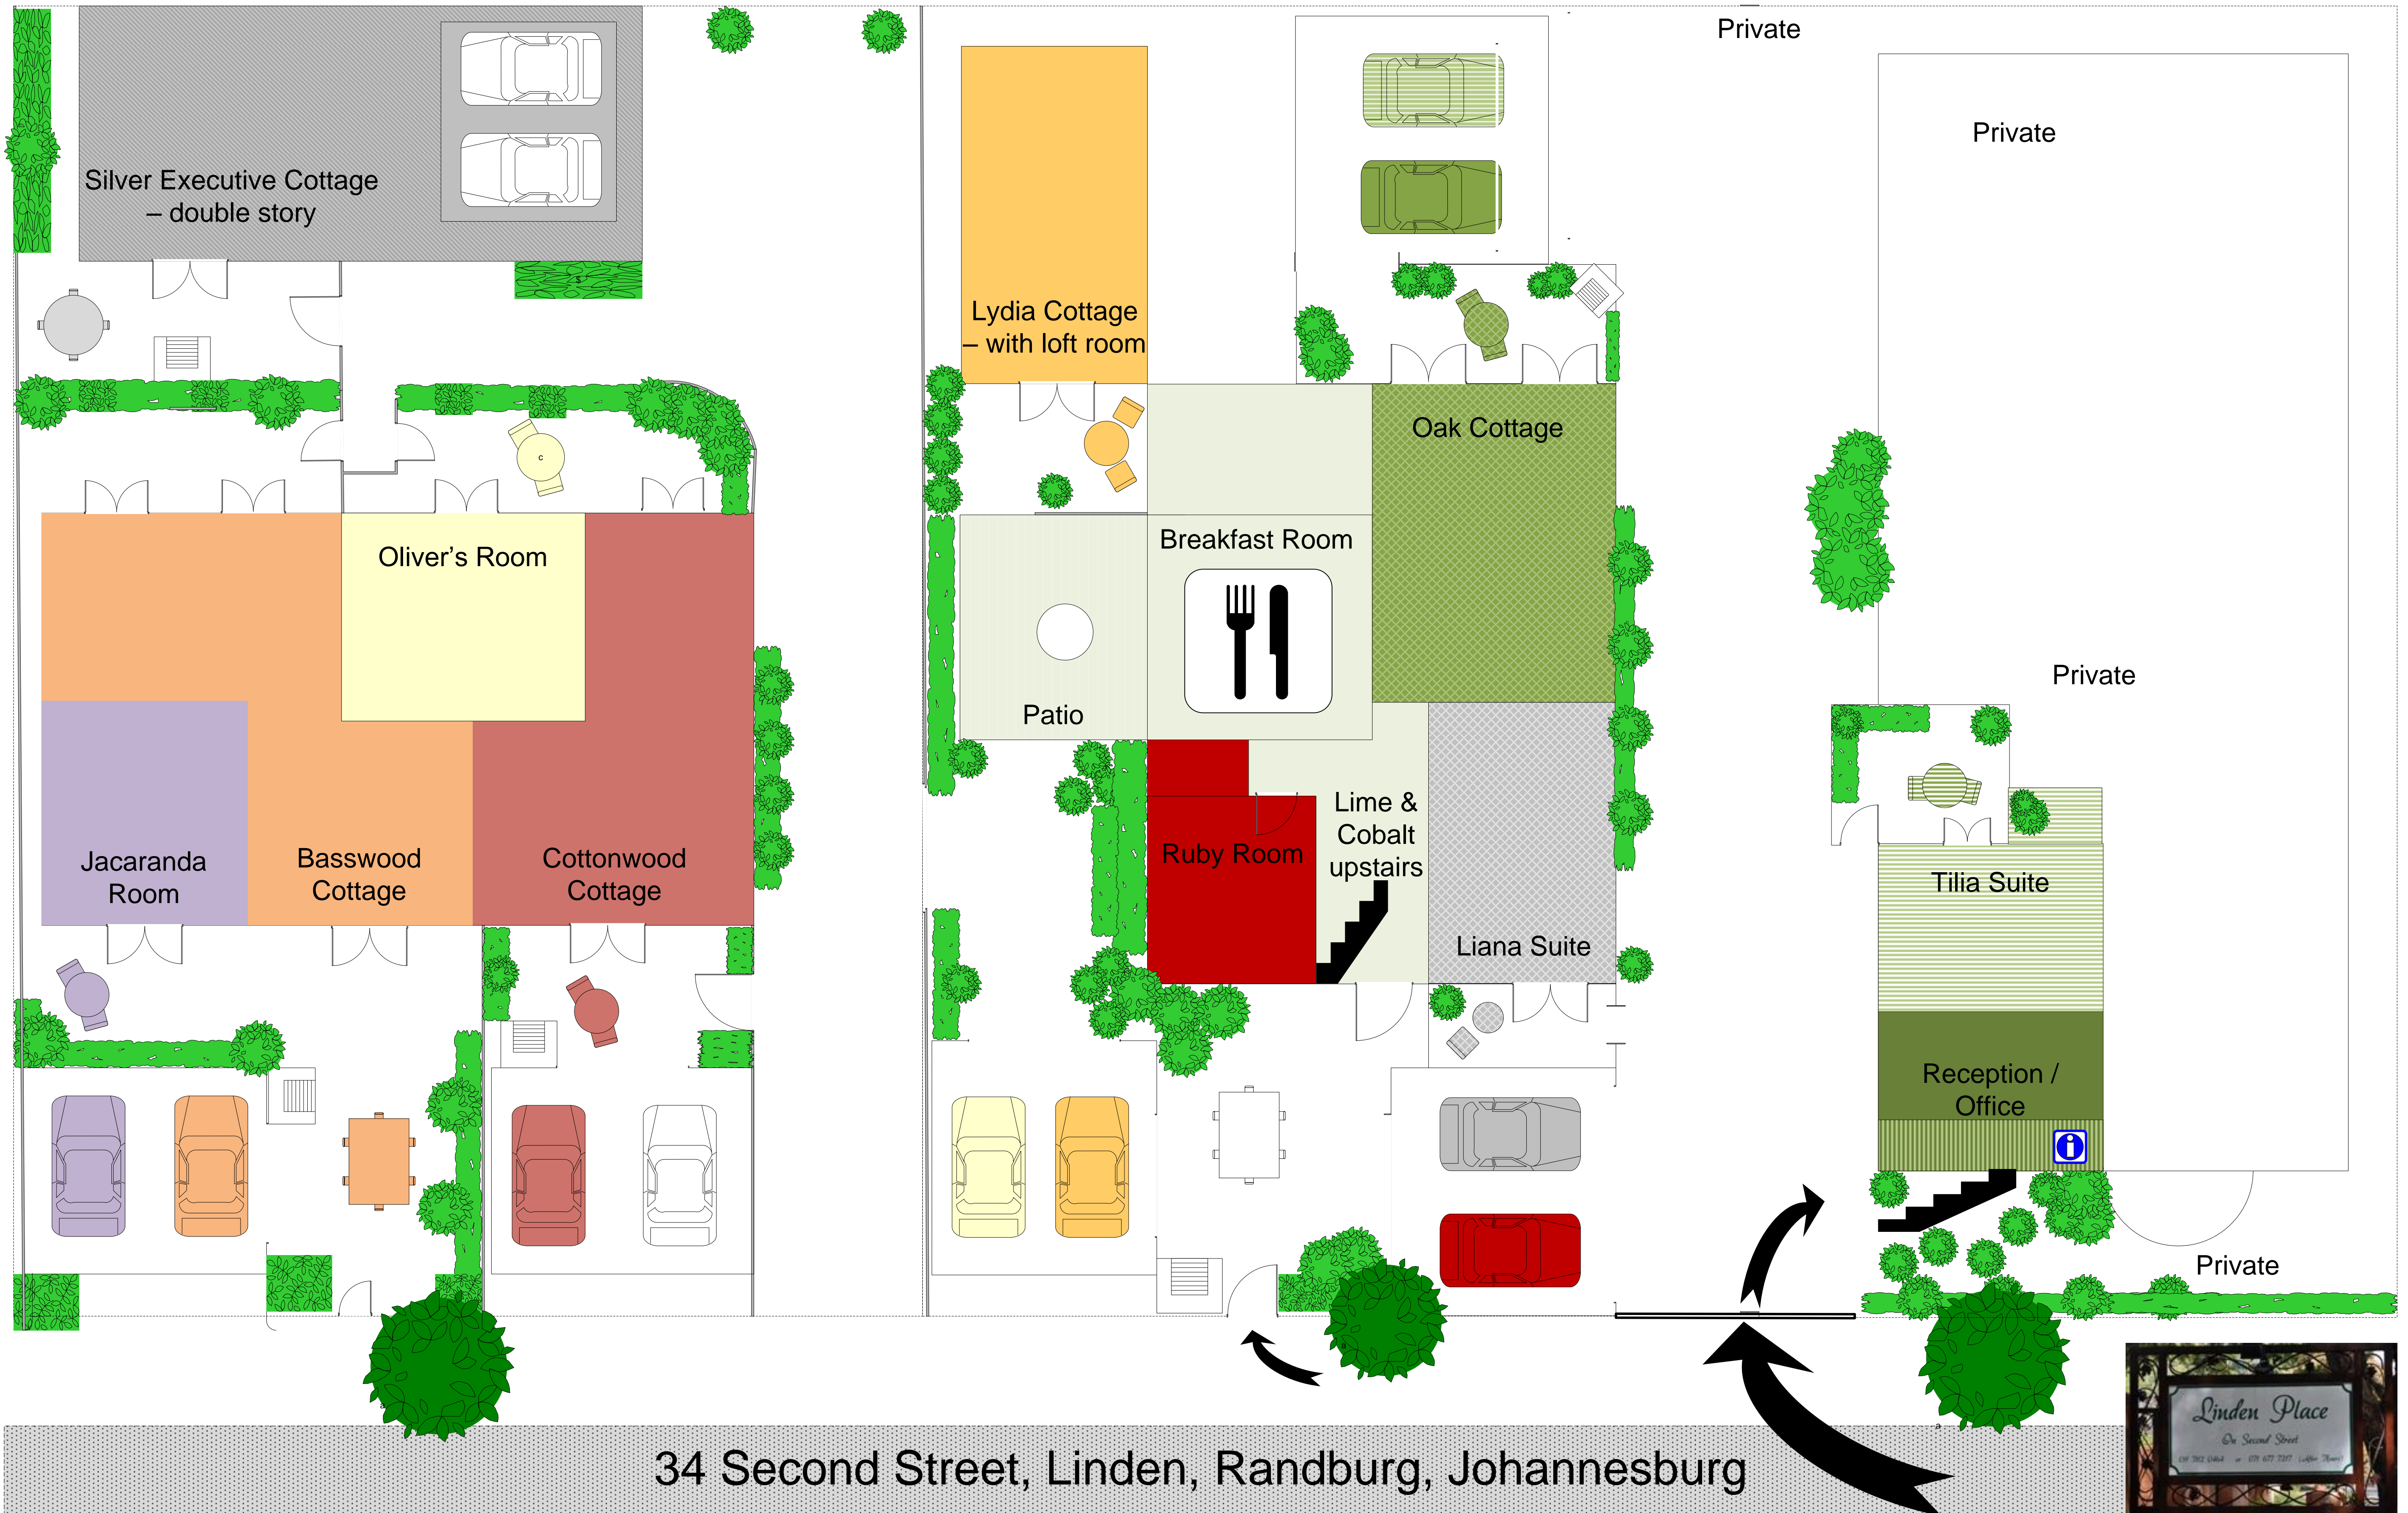 Private
Private
Silver Executive Cottage
– double story
Lydia Cottage
– with loft room
Oak Cottage
s
c
Oliver’s Room
Breakfast Room
Private
Patio
Lime &
Cobalt
upstairs
Ruby Room
Jacaranda
Room
Basswood
Cottage
Cottonwood
Cottage
Tilia Suite
Liana Suite
Reception /
Office
i
Private
a
a
34 Second Street, Linden, Randburg, Johannesburg
Linden Place
On Second Street